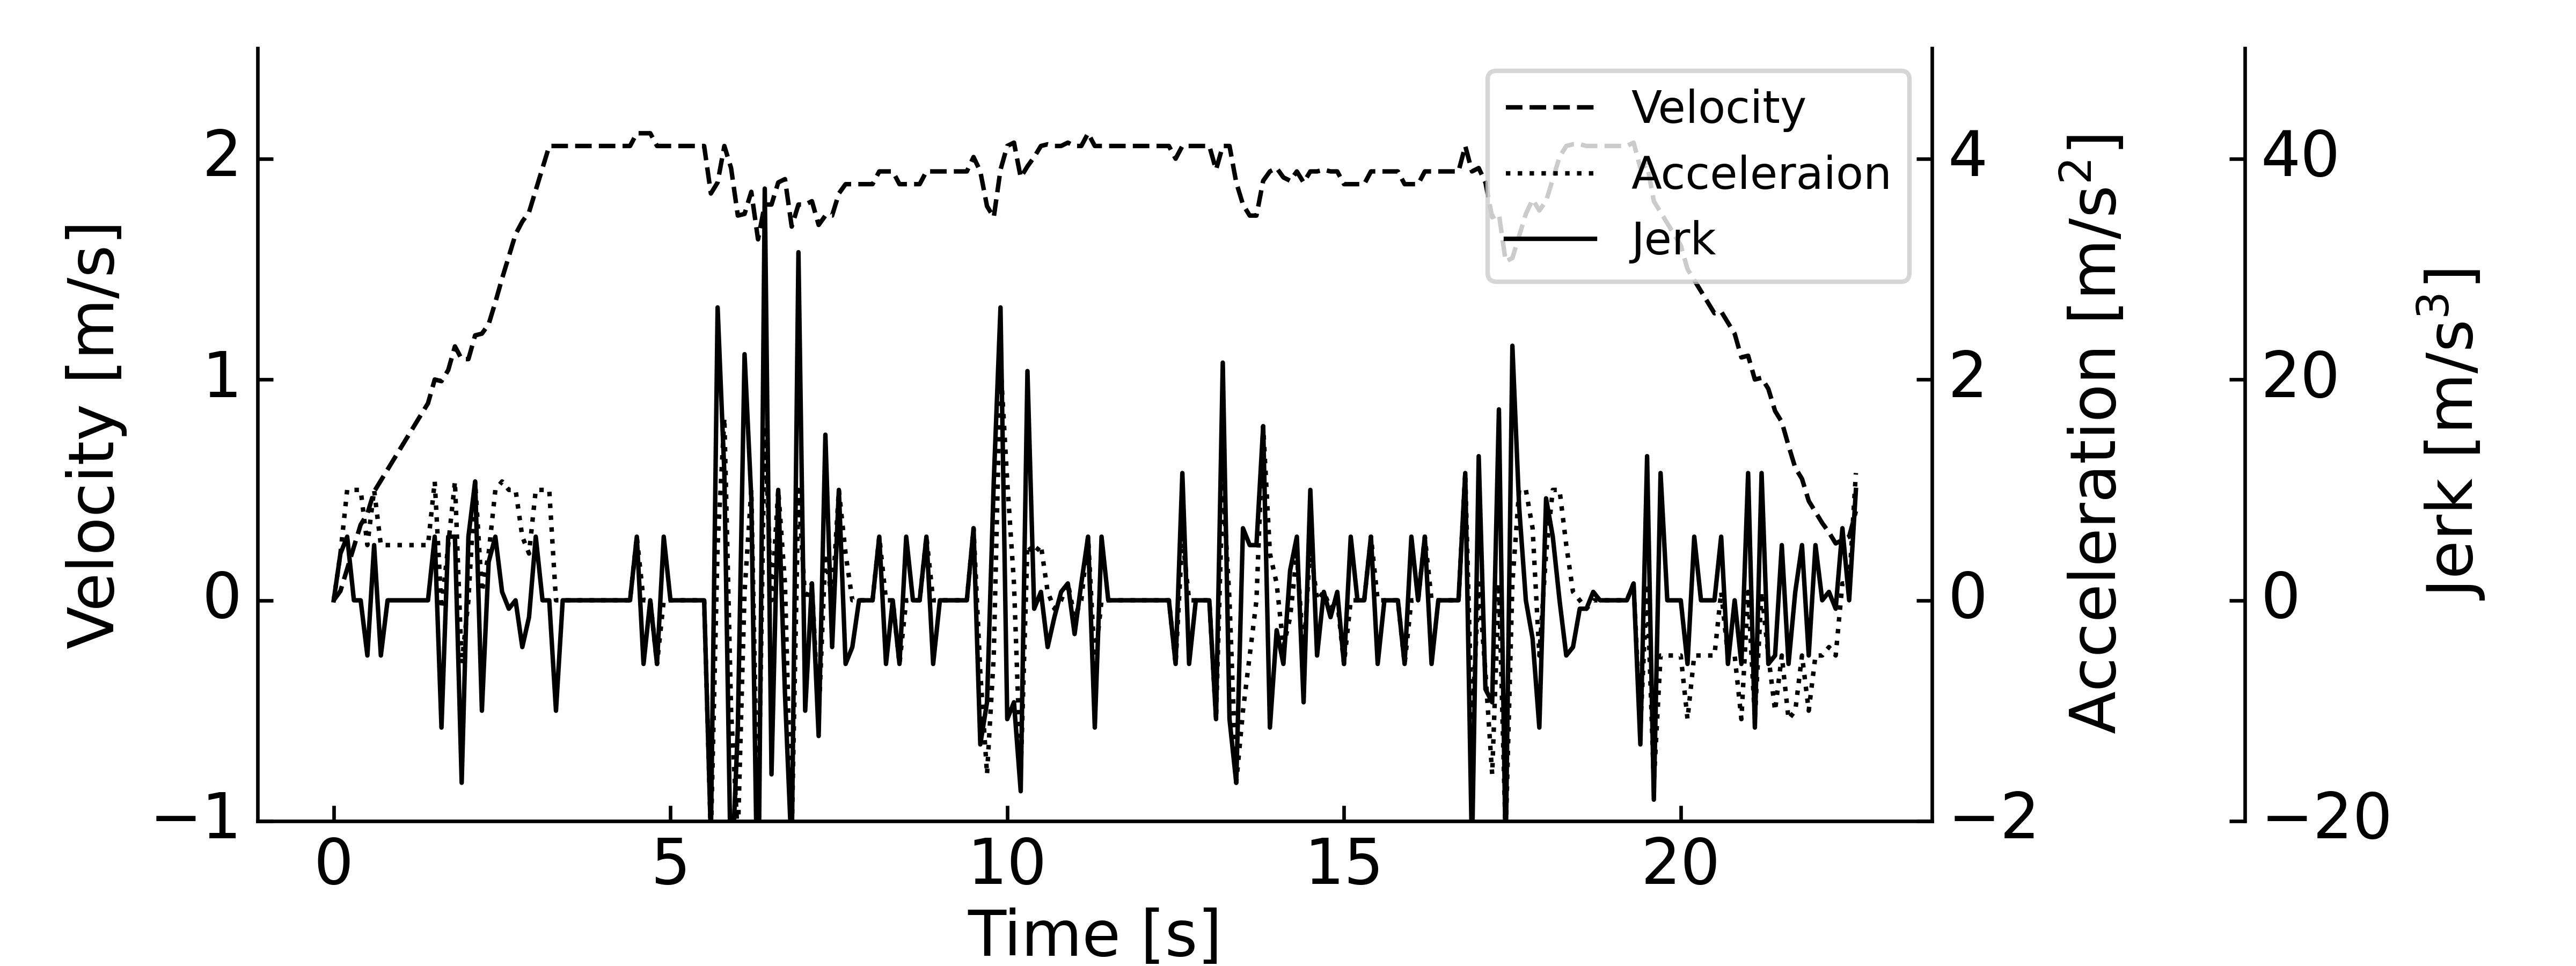 Velocity
Acceleraion
Jerk
Velocity [m/s]
2
1
0
−1
0 5 10 15 20
Time [s]
4
2
0
−2
Acceleration [m/s²]
40
20
0
−20
Jerk [m/s³]